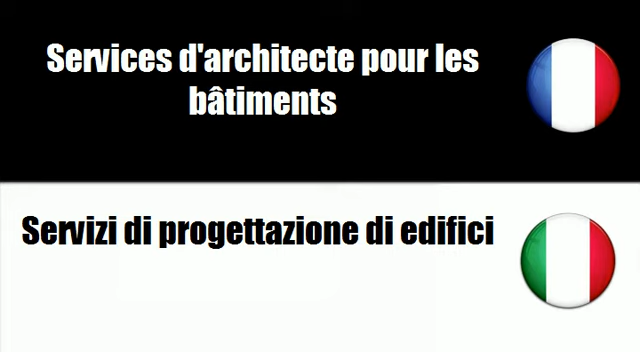 Services d'architecte pour les
bâtiments
Servizi di progettazione di edifici